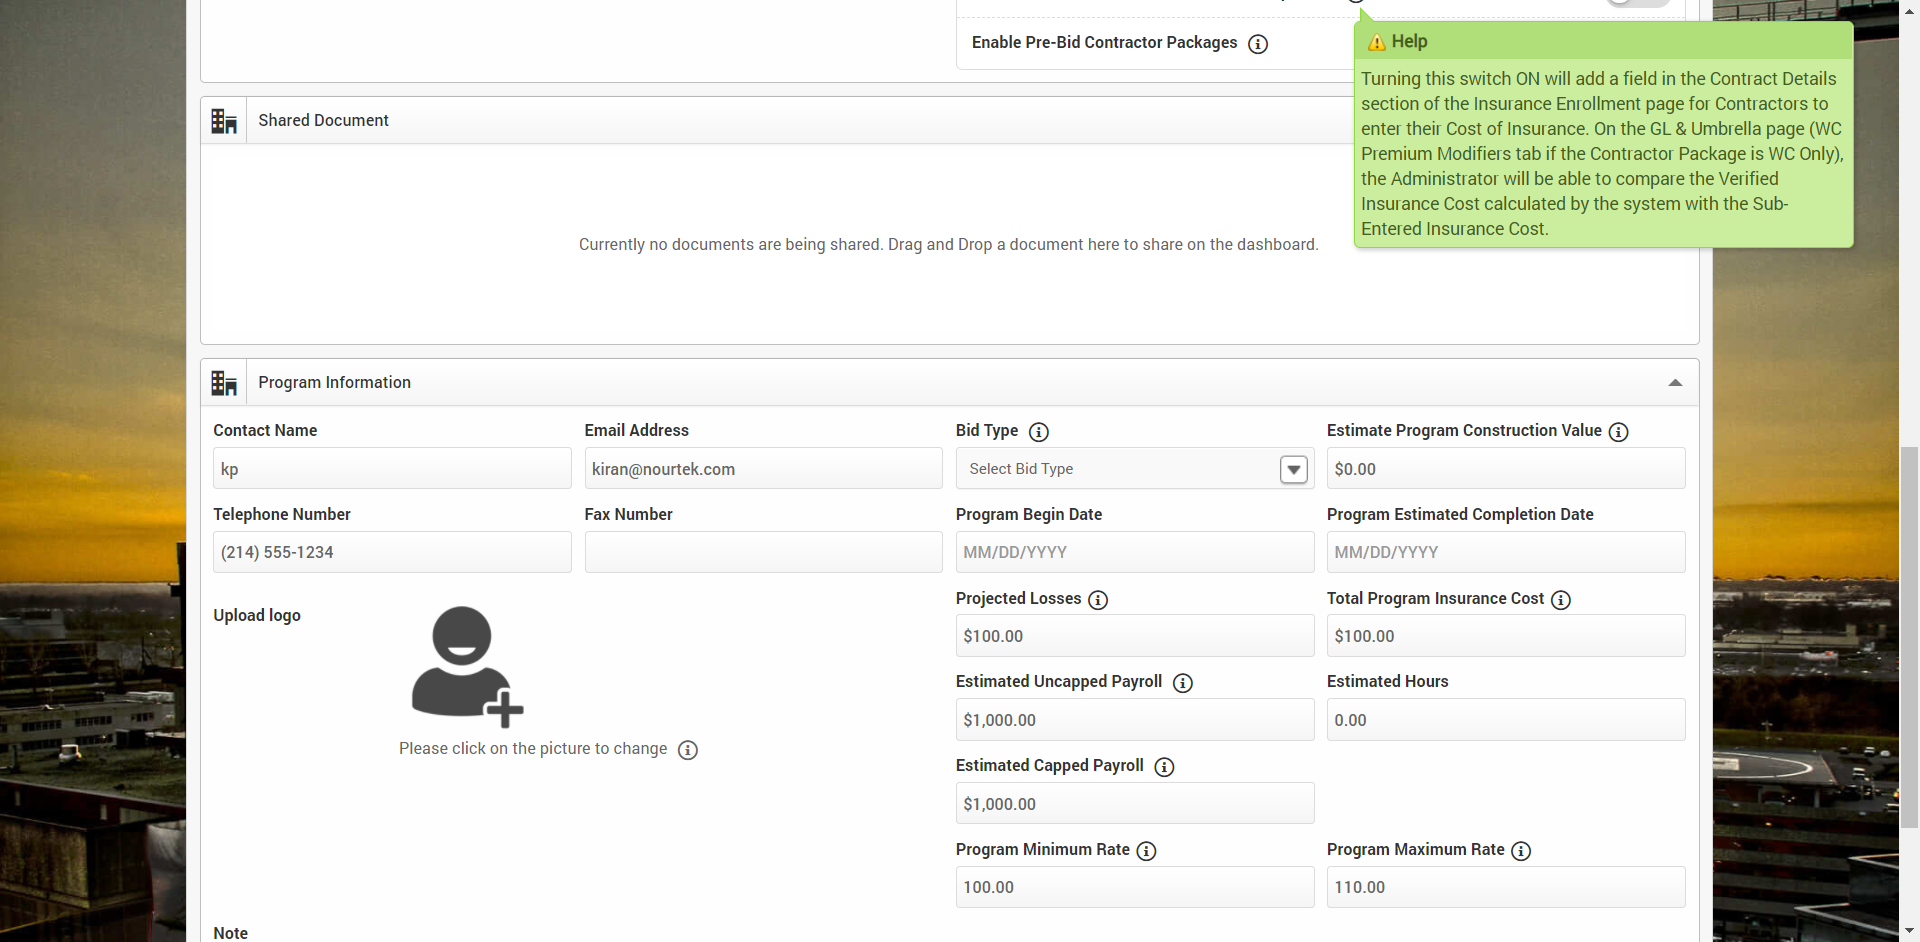 Enable Pre-Bid Contractor Packages
Help
Turning this switch ON will add a field in the Contract Details
section of the Insurance Enrollment page for Contractors to
enter their Cost of Insurance. On the GL & Umbrella page (WC
Premium Modifiers tab if the Contractor Package is WC Only),
the Administrator will be able to compare the Verified
Insurance Cost calculated by the system with the Sub-
Entered Insurance Cost.
Shared Document
Currently no documents are being shared. Drag and Drop a document here to share on the dashboard.
Program Information
Contact Name
kp
Email Address
kiran@nourtek.com
Bid Type
Select Bid Type
Estimate Program Construction Value
$0.00
Telephone Number
(214) 555-1234
Fax Number
Program Begin Date
MM/DD/YYYY
Program Estimated Completion Date
MM/DD/YYYY
Upload logo
Please click on the picture to change
Projected Losses
$100.00
Total Program Insurance Cost
$100.00
Estimated Uncapped Payroll
$1,000.00
Estimated Hours
0.00
Estimated Capped Payroll
$1,000.00
Program Minimum Rate
100.00
Program Maximum Rate
110.00
Note